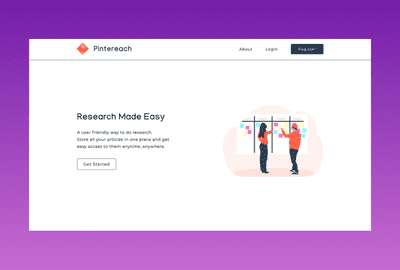 Pintereach
About
Login
Register
Research Made Easy
A user friendly way to do research.
Store all your articles in one place and get
easy access to them anytime, anywhere.
Get Started